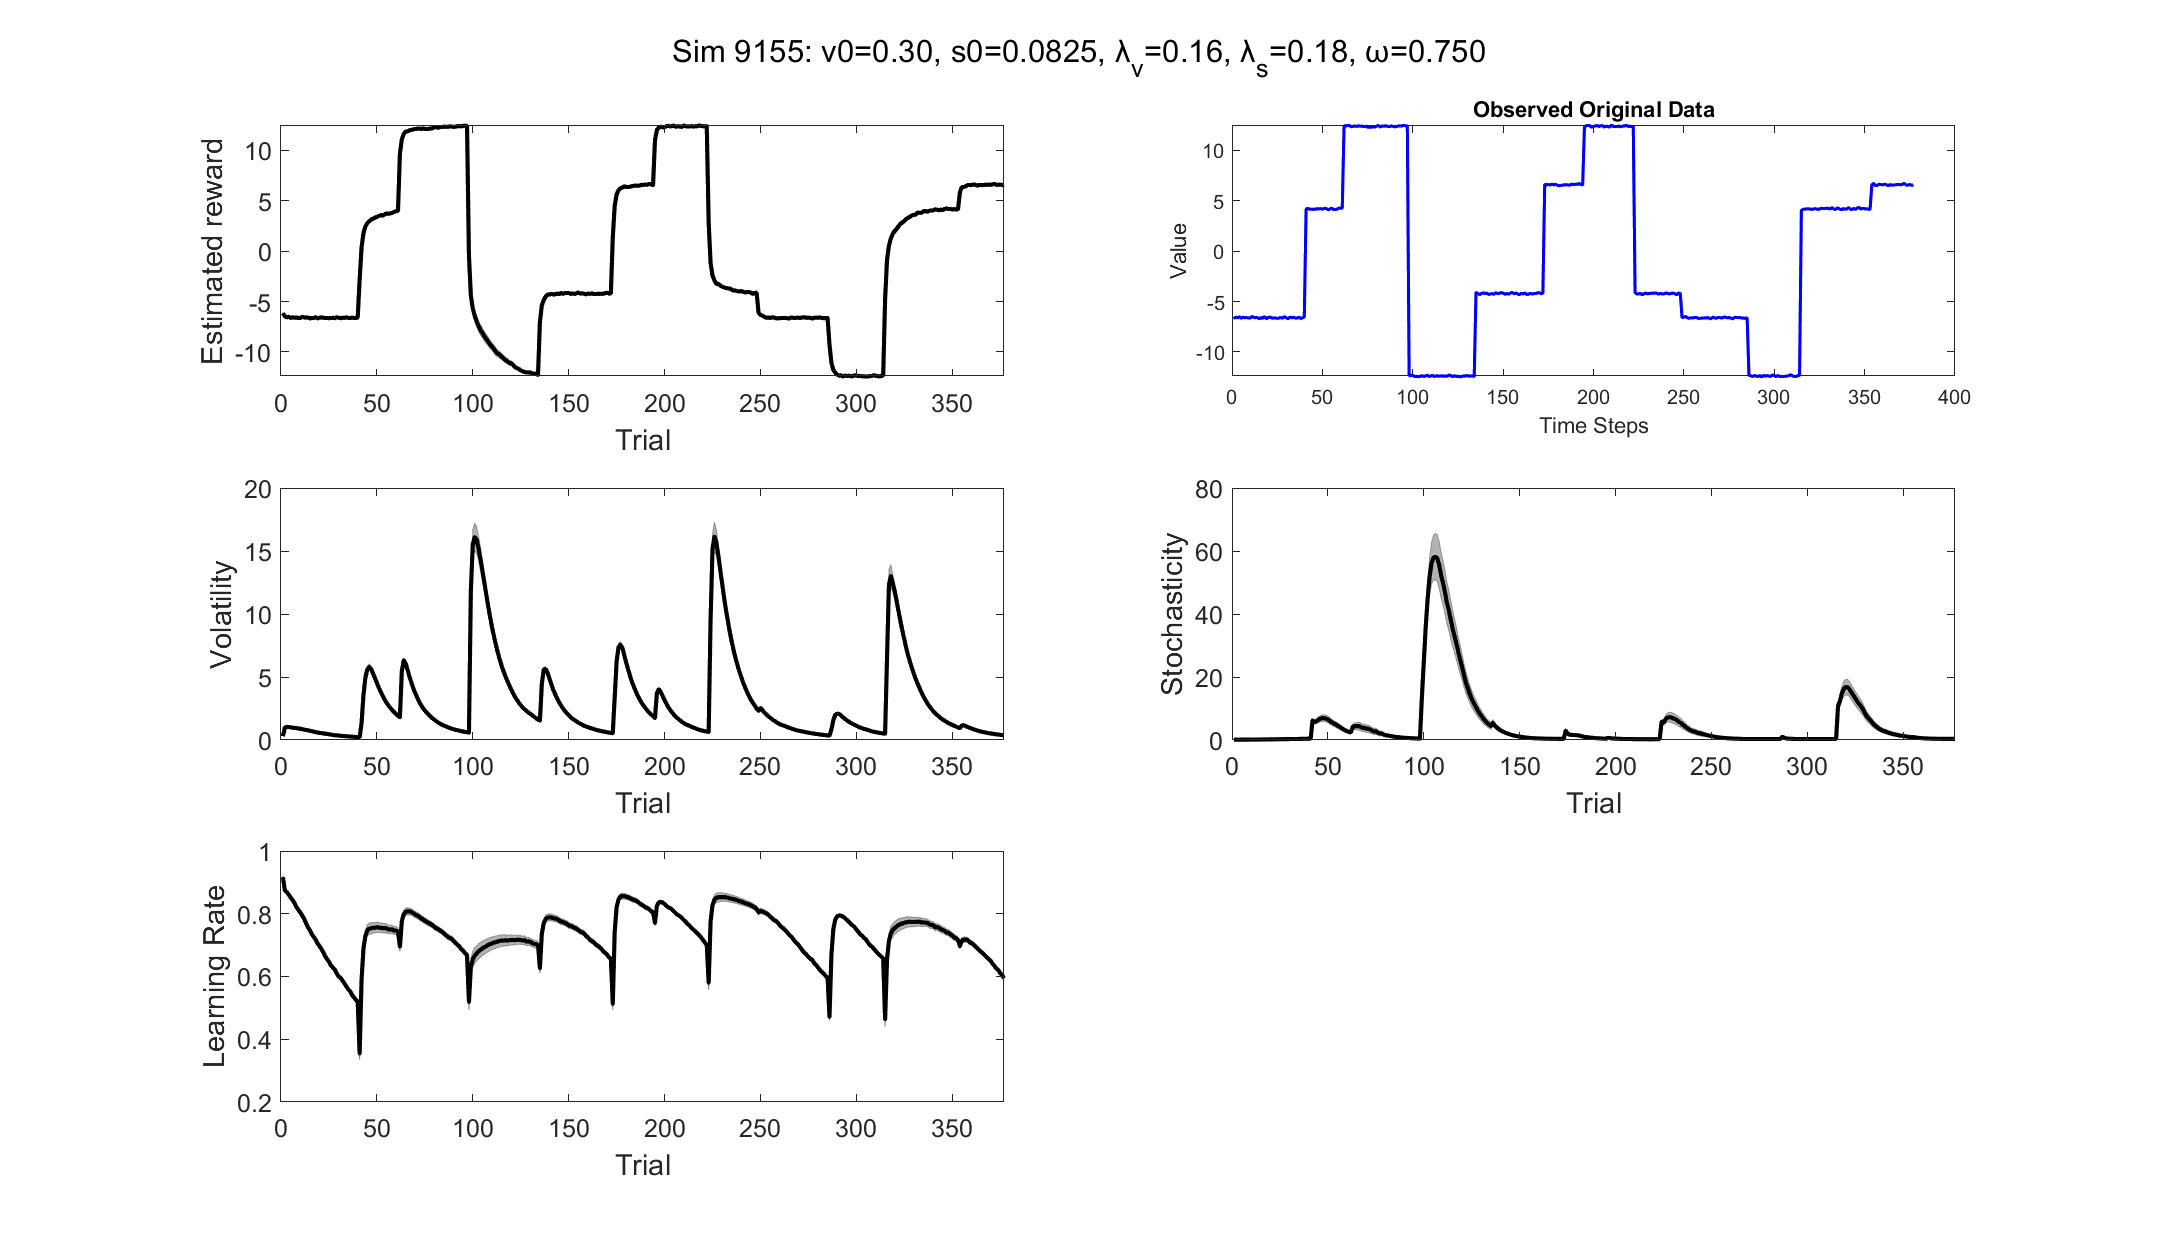 Sim 9155: v0=0.30, s0=0.0825, λv=0.16, λs=0.18, ω=0.750
Estimated reward
10
5
0
-5
-10
0 50 100 150 200 250 300 350
Trial
Observed Original Data
Value
10
5
0
-5
-10
0 50 100 150 200 250 300 350 400
Time Steps
Volatility
20
15
10
5
0
0 50 100 150 200 250 300 350
Trial
Stochasticity
80
60
40
20
0
0 50 100 150 200 250 300 350
Trial
Learning Rate
1
0.8
0.6
0.4
0.2
0 50 100 150 200 250 300 350
Trial